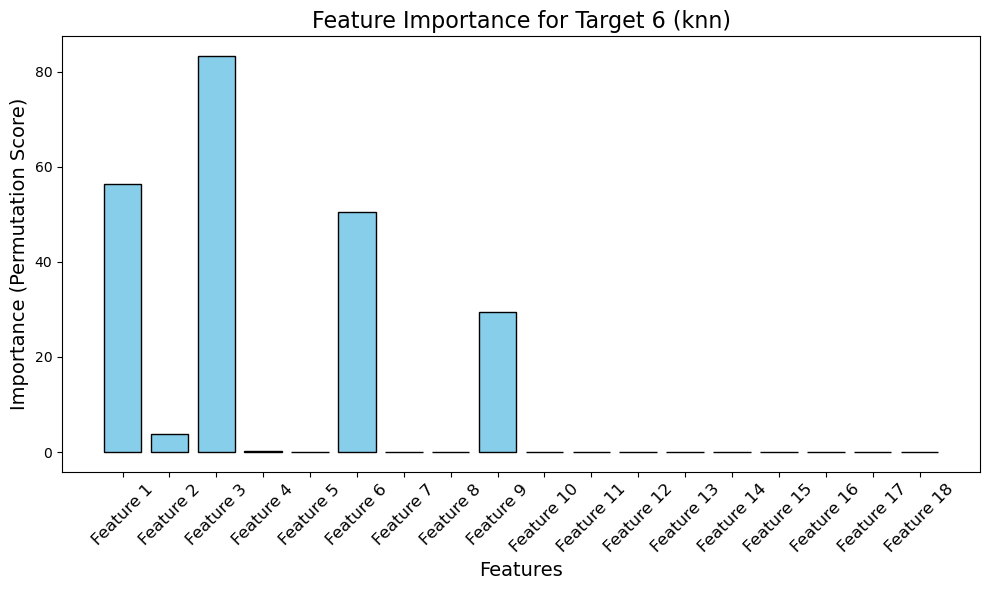 Feature Importance for Target 6 (knn)
Importance (Permutation Score)
80
60
40
20
0
Feature 1
Feature 2
Feature 3
Feature 4
Feature 5
Feature 6
Feature 7
Feature 8
Feature 9
Feature 10
Feature 11
Feature 12
Feature 13
Feature 14
Feature 15
Feature 16
Feature 17
Feature 18
Features